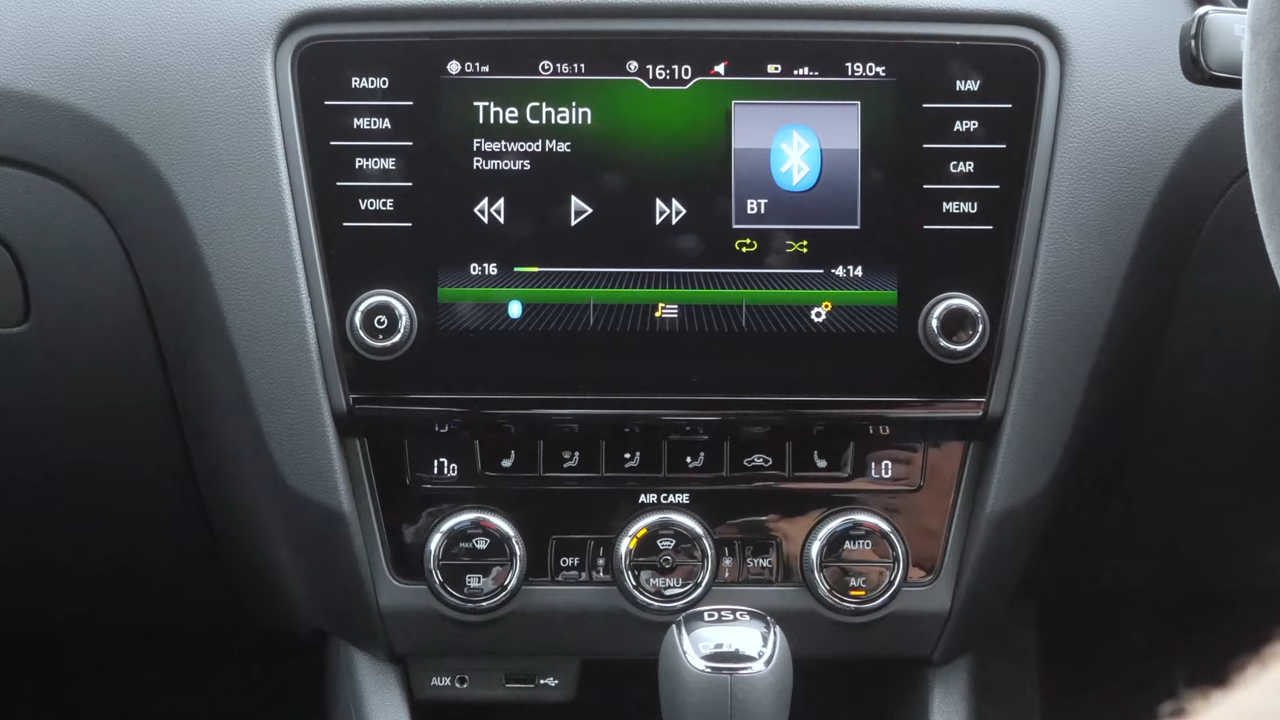 0.1mi 16:11 16:10 19.0°C
RADIO
MEDIA
PHONE
VOICE
The Chain
Fleetwood Mac
Rumours
BT
0:16 -4:14
NAV
APP
CAR
MENU
17.0
AIR CARE
MAX
OFF
MENU
SYNC
AUTO
A/C
DSG
AUX